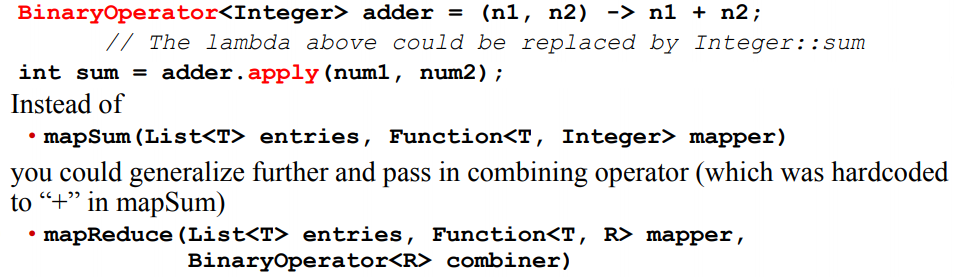 BinaryOperator<Integer> adder = (n1, n2) -> n1 + n2;
// The lambda above could be replaced by Integer::sum
int sum = adder.apply(num1, num2);
Instead of
• mapSum(List<T> entries, Function<T, Integer> mapper)
you could generalize further and pass in combining operator (which was hardcoded
to “+” in mapSum)
• mapReduce(List<T> entries, Function<T, R> mapper,
BinaryOperator<R> combiner)